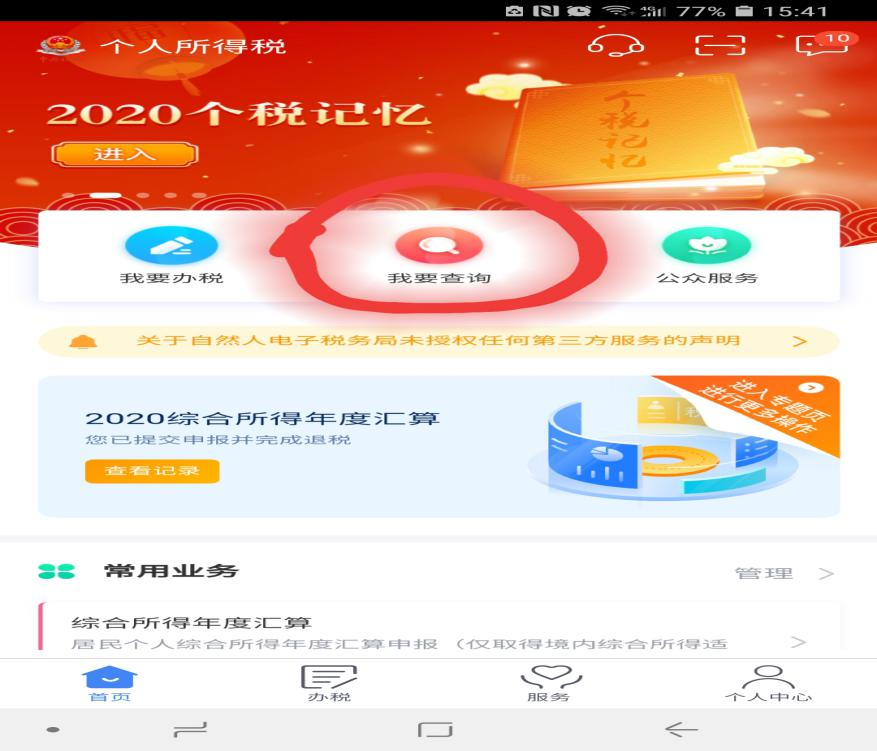 4G 77% 15:41
个人所得税
10
2020个税记忆
进入
个税记忆
我要办税
我要查询
公众服务
关于自然人电子税务局未授权任何第三方服务的声明
2020综合所得年度汇算
您已提交申报并完成退税
查看记录
进入专题页
进行更多操作
税
常用业务
管理
综合所得年度汇算
居民个人综合所得年度汇算申报（仅取得境内综合所得适
首页
办税
服务
个人中心